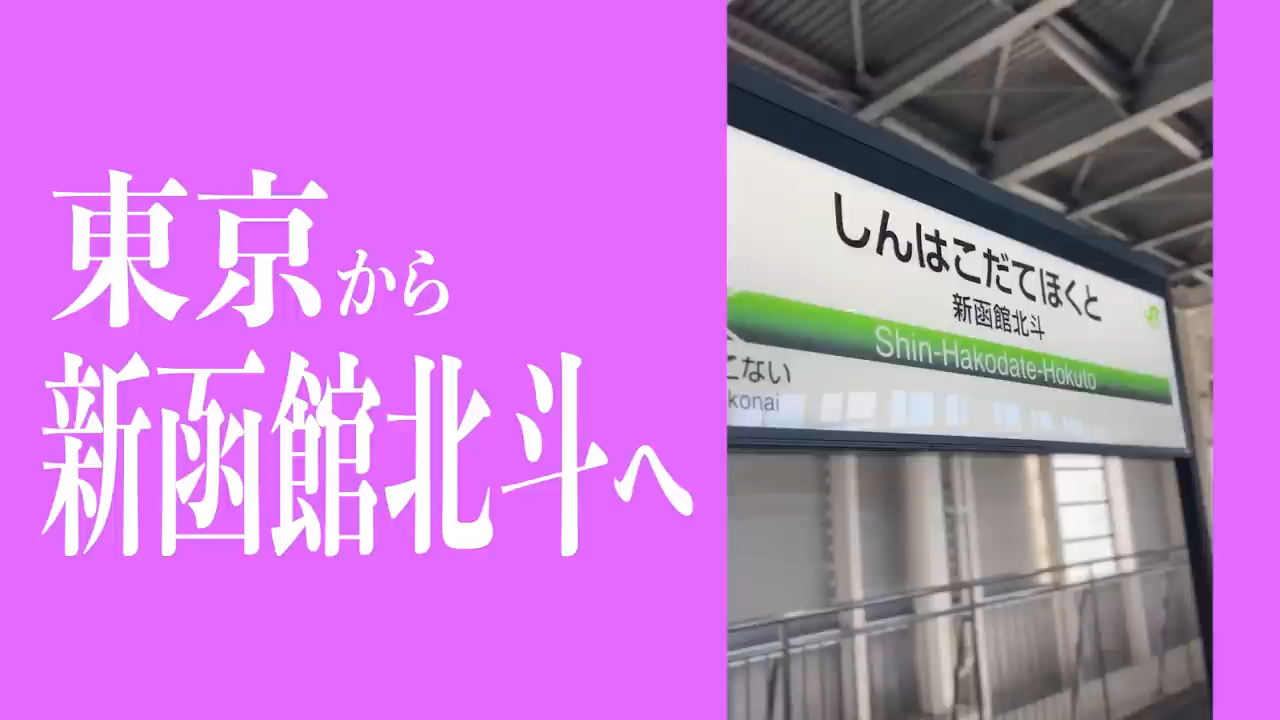 東京から
新函館北斗へ
しんはこだてほくと
新函館北斗
Shin-Hakodate-Hokuto
JR
こない
konai